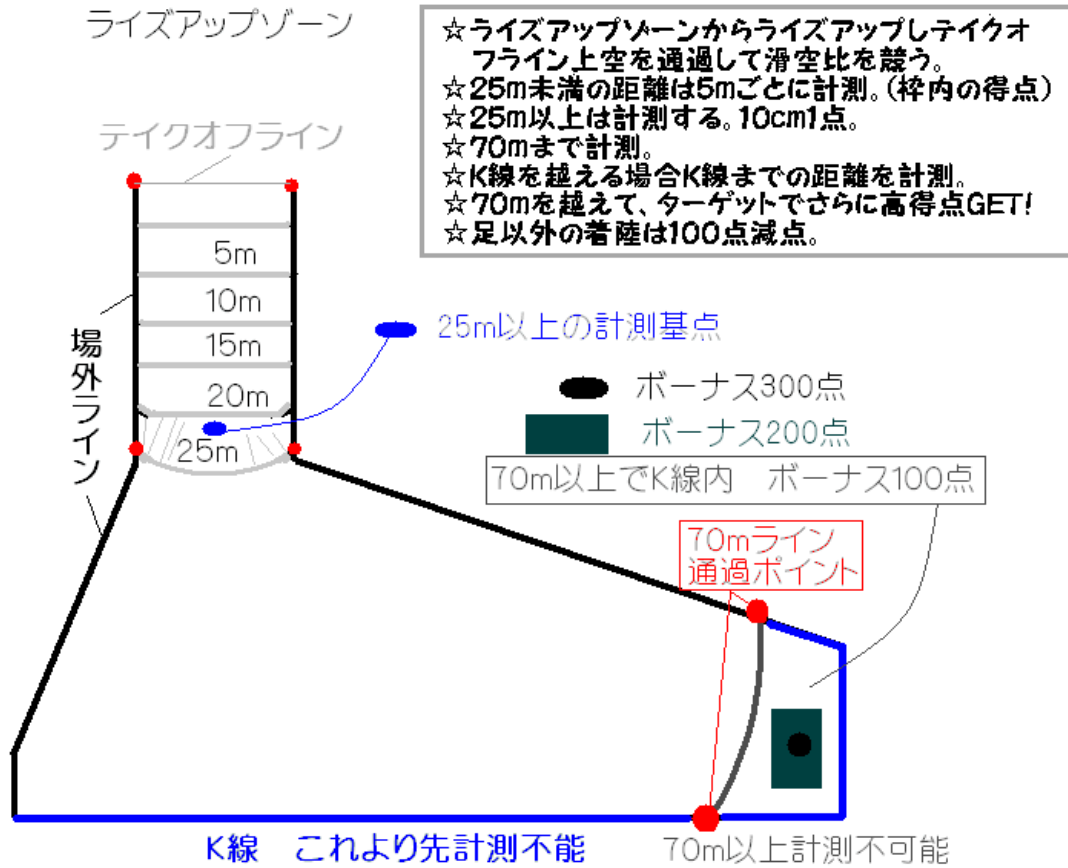 ライズアップゾーン
☆ライズアップゾーンからライズアップしテイクオ
フライン上空を通過して滑空比を競う。
☆25m未満の距離は5mごとに計測。(枠内の得点)
☆25m以上は計測する。10cm1点。
☆70mまで計測。
☆K線を越える場合K線までの距離を計測。
☆70mを越えて、ターゲットでさらに高得点GET!
☆足以外の着陸は100点減点。
テイクオフライン
5m
10m
15m
20m
25m
場外ライン
25m以上の計測基点
ボーナス300点
ボーナス200点
70m以上でK線内 ボーナス100点
70mライン
通過ポイント
K線 これより先計測不能
70m以上計測不可能